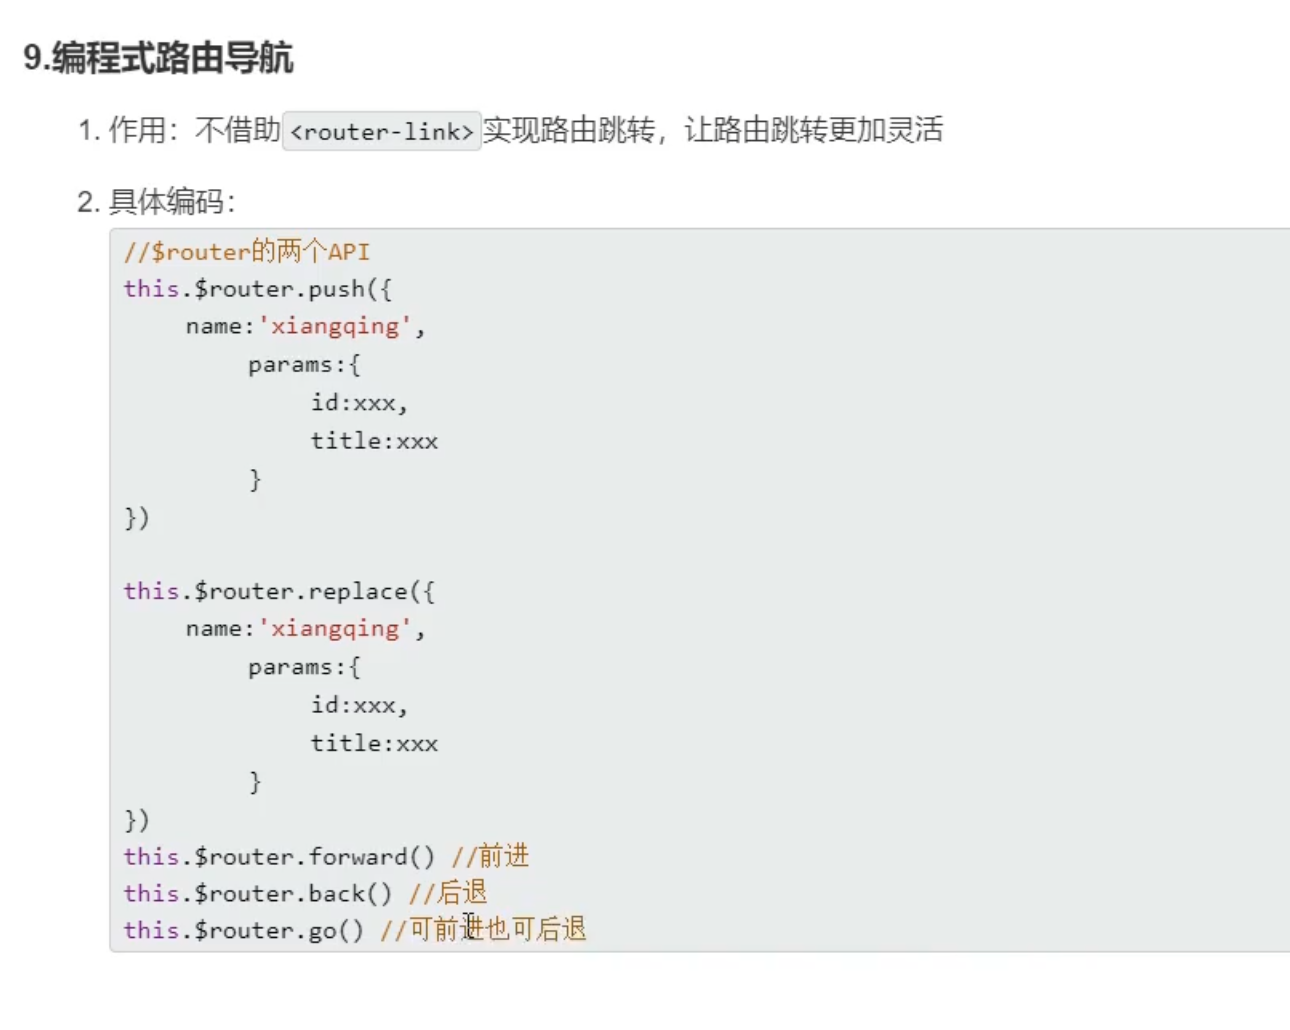 9.编程式路由导航
1. 作用：不借助<router-link>实现路由跳转，让路由跳转更加灵活
2. 具体编码：
//$router的两个API
this.$router.push({
name:'xiangqing',
params:{
id:xxx,
title:xxx
}
})
this.$router.replace({
name:'xiangqing',
params:{
id:xxx,
title:xxx
}
})
this.$router.forward() //前进
this.$router.back() //后退
this.$router.go() //可前进也可后退